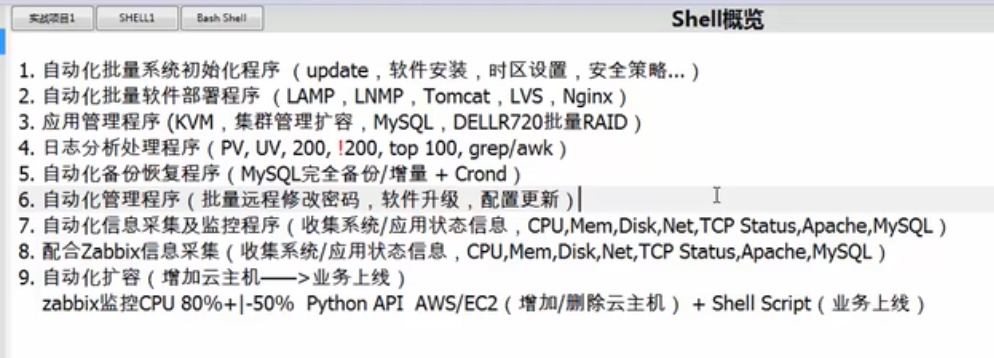 实战项目1 SHELL1 Bash Shell
Shell概览
1. 自动化批量系统初始化程序 （update，软件安装，时区设置，安全策略...）
2. 自动化批量软件部署程序 （LAMP，LNMP，Tomcat，LVS，Nginx）
3. 应用管理程序 (KVM，集群管理扩容，MySQL，DELLR720批量RAID）
4. 日志分析处理程序（PV, UV, 200, !200, top 100, grep/awk）
5. 自动化备份恢复程序（MySQL完全备份/增量 + Crond）
6. 自动化管理程序（批量远程修改密码，软件升级，配置更新）
7. 自动化信息采集及监控程序（收集系统/应用状态信息，CPU,Mem,Disk,Net,TCP Status,Apache,MySQL）
8. 配合Zabbix信息采集（收集系统/应用状态信息，CPU,Mem,Disk,Net,TCP Status,Apache,MySQL）
9. 自动化扩容（增加云主机——>业务上线）
zabbix监控CPU 80%+|-50% Python API AWS/EC2（增加/删除云主机） + Shell Script（业务上线）